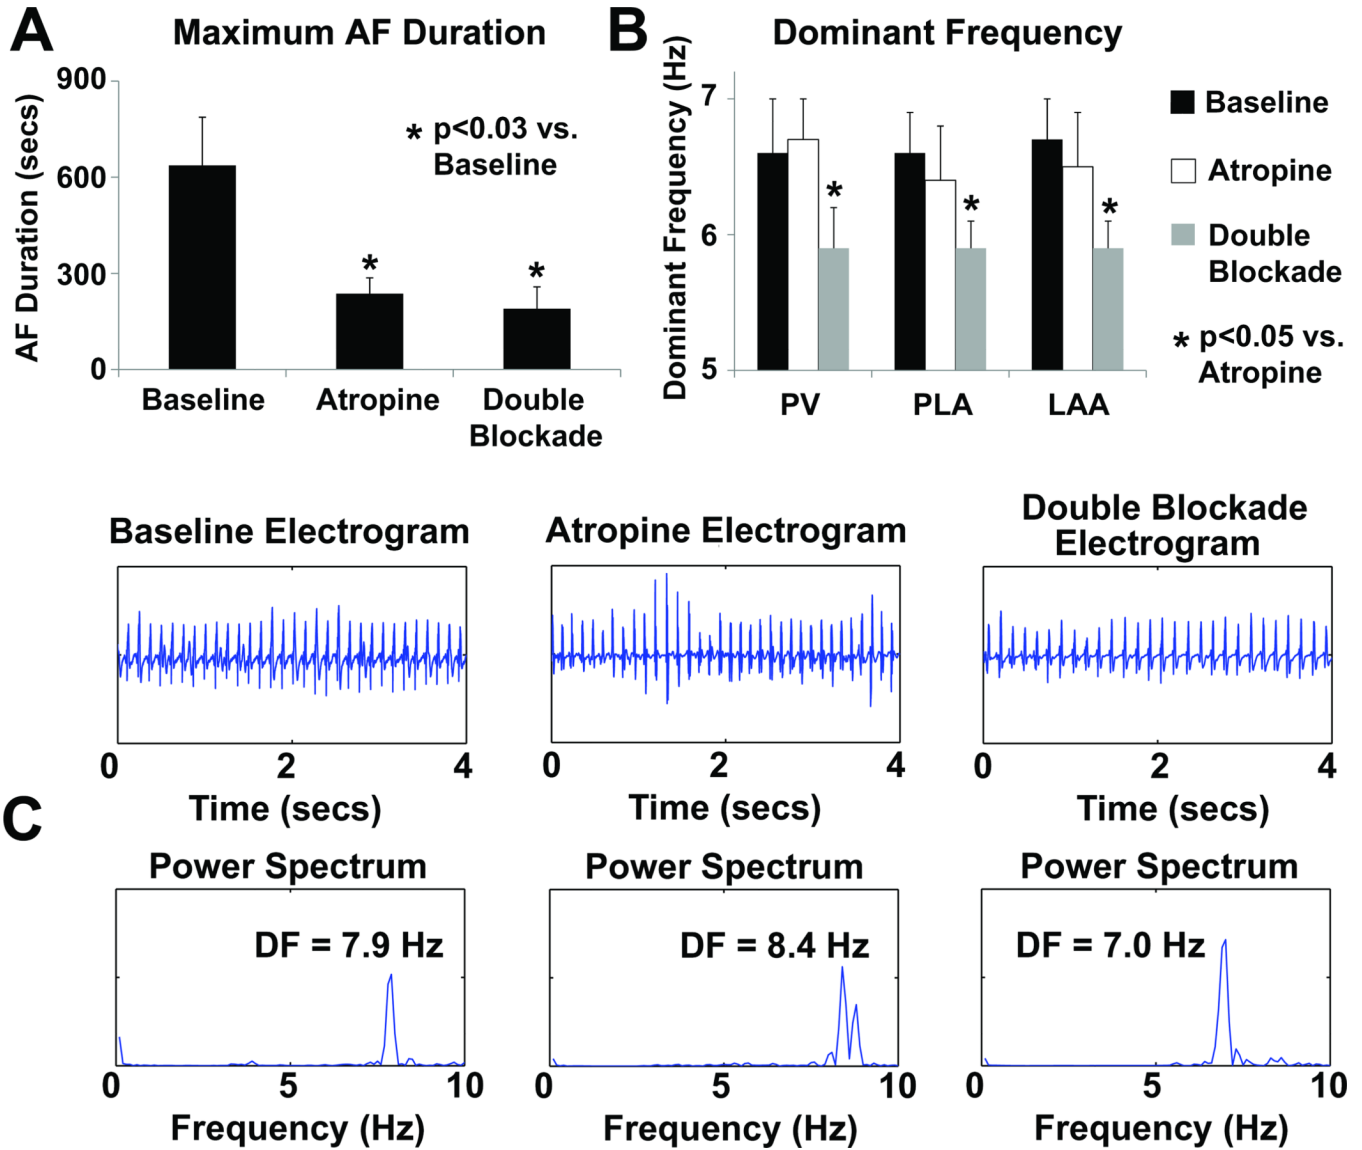 A
Maximum AF Duration
AF Duration (secs)
900
600
300
0
* p<0.03 vs.
Baseline
*
*
Baseline
Atropine
Double
Blockade
B
Dominant Frequency
Dominant Frequency (Hz)
7
6
5
*
*
*
PV
PLA
LAA
Baseline
Atropine
Double
Blockade
* p<0.05 vs.
Atropine
Baseline Electrogram
0 2 4
Time (secs)
Atropine Electrogram
0 2 4
Time (secs)
Double Blockade
Electrogram
0 2 4
Time (secs)
C
Power Spectrum
DF = 7.9 Hz
0 5 10
Frequency (Hz)
Power Spectrum
DF = 8.4 Hz
0 5 10
Frequency (Hz)
Power Spectrum
DF = 7.0 Hz
0 5 10
Frequency (Hz)